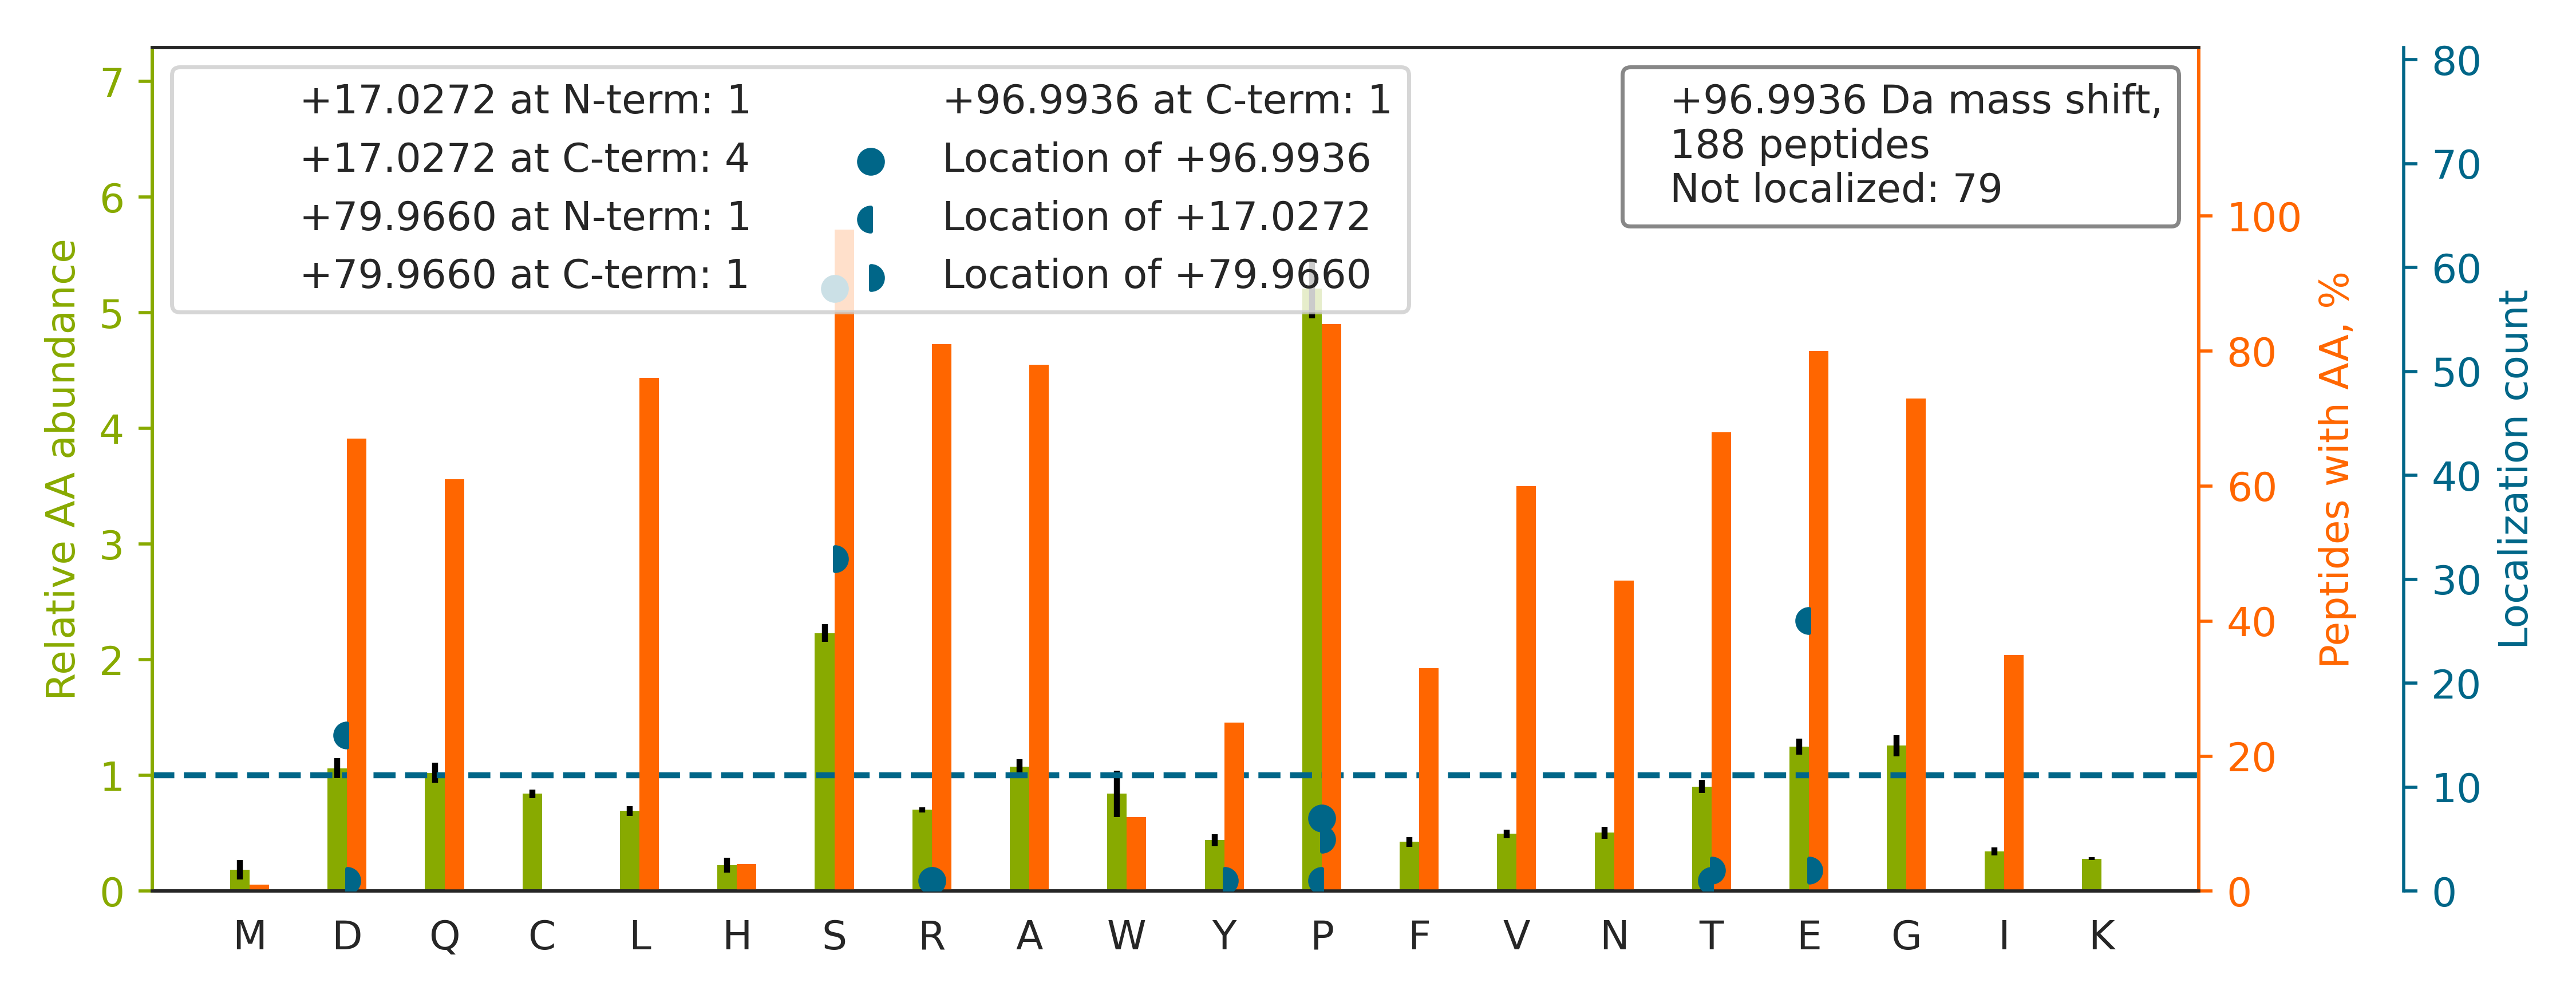 +17.0272 at N-term: 1
+17.0272 at C-term: 4
+79.9660 at N-term: 1
+79.9660 at C-term: 1
+96.9936 at C-term: 1
Location of +96.9936
Location of +17.0272
Location of +79.9660
+96.9936 Da mass shift,
188 peptides
Not localized: 79
Relative AA abundance
7
6
5
4
3
2
1
0
M D Q C L H S R A W Y P F V N T E G I K
100
80
60
40
20
0
Peptides with AA, %
80
70
60
50
40
30
20
10
0
Localization count